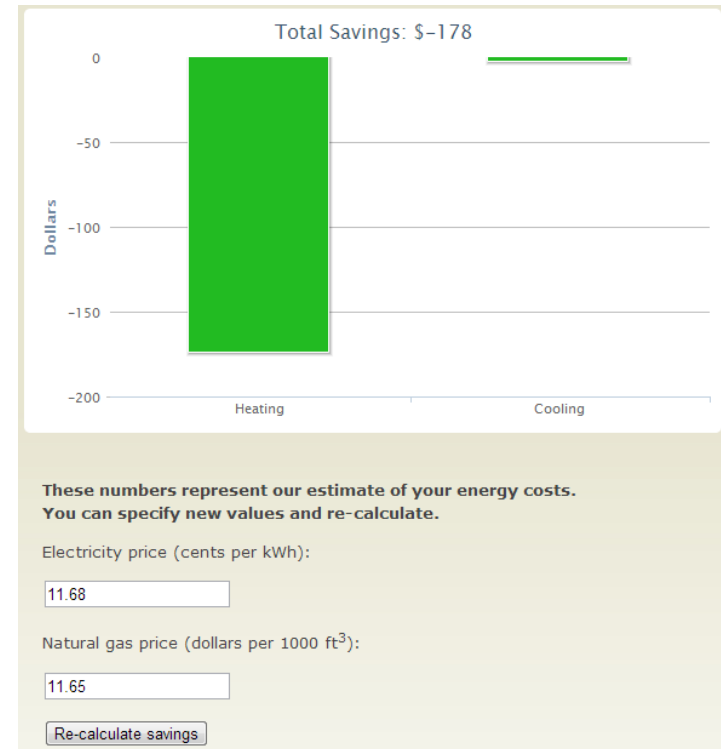 Total Savings: $-178
0
-50
-100
-150
-200
Dollars
Heating Cooling
These numbers represent our estimate of your energy costs.
You can specify new values and re-calculate.
Electricity price (cents per kWh):
11.68
Natural gas price (dollars per 1000 ft³):
11.65
Re-calculate savings